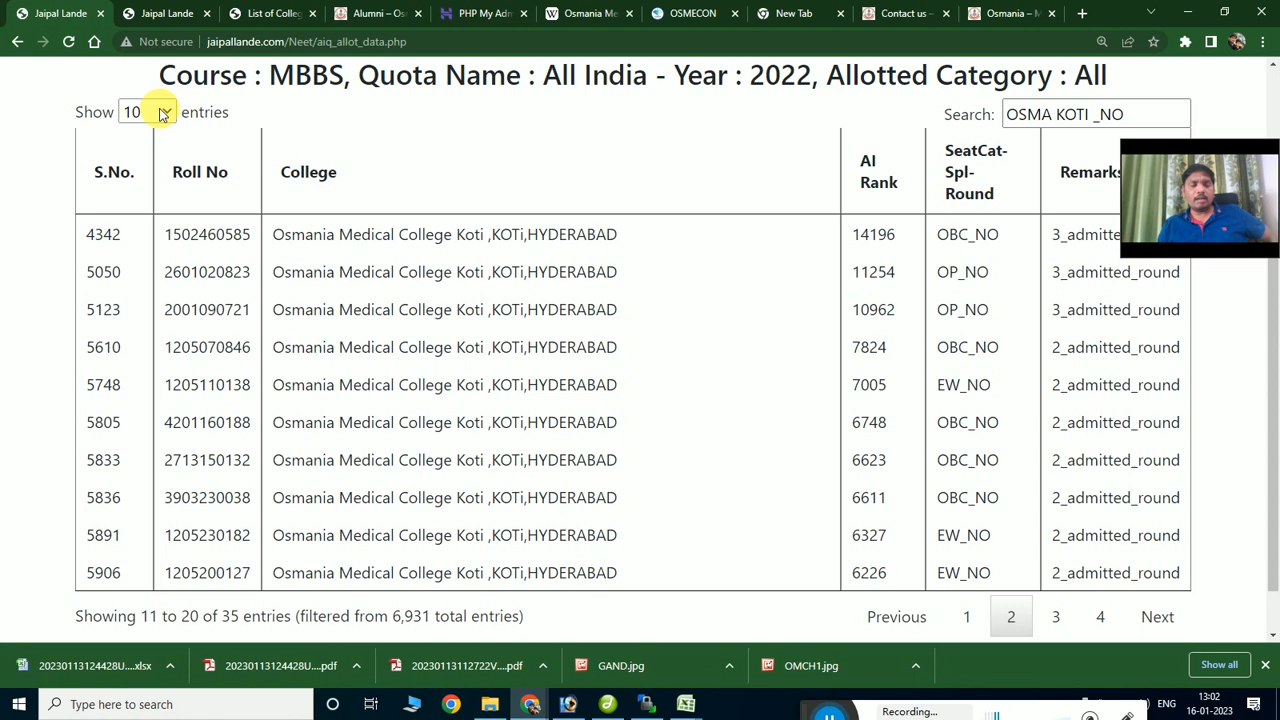 Jaipal Lande
Jaipal Lande
List of Colleg
Alumni – Os
PHP My Adm
Osmania Me
OSMECON
New Tab
Contact us –
Osmania – M
Not secure
jaipallande.com/Neet/aiq_allot_data.php
Course : MBBS, Quota Name : All India - Year : 2022, Allotted Category : All
Show 10 entries
Search: OSMA KOTI _NO
S.No. Roll No College AI Rank SeatCat-Spl-Round Remarks
4342 1502460585 Osmania Medical College Koti ,KOTi,HYDERABAD 14196 OBC_NO 3_admitte
5050 2601020823 Osmania Medical College Koti ,KOTi,HYDERABAD 11254 OP_NO 3_admitted_round
5123 2001090721 Osmania Medical College Koti ,KOTi,HYDERABAD 10962 OP_NO 3_admitted_round
5610 1205070846 Osmania Medical College Koti ,KOTi,HYDERABAD 7824 OBC_NO 2_admitted_round
5748 1205110138 Osmania Medical College Koti ,KOTi,HYDERABAD 7005 EW_NO 2_admitted_round
5805 4201160188 Osmania Medical College Koti ,KOTi,HYDERABAD 6748 OBC_NO 2_admitted_round
5833 2713150132 Osmania Medical College Koti ,KOTi,HYDERABAD 6623 OBC_NO 2_admitted_round
5836 3903230038 Osmania Medical College Koti ,KOTi,HYDERABAD 6611 OBC_NO 2_admitted_round
5891 1205230182 Osmania Medical College Koti ,KOTi,HYDERABAD 6327 EW_NO 2_admitted_round
5906 1205200127 Osmania Medical College Koti ,KOTi,HYDERABAD 6226 EW_NO 2_admitted_round
Showing 11 to 20 of 35 entries (filtered from 6,931 total entries)
Previous 1 2 3 4 Next
20230113124428U....xlsx
20230113124428U....pdf
20230113112722V....pdf
GAND.jpg
OMCH1.jpg
Show all
Type here to search
Recording...
ENG
13:02
16-01-2023